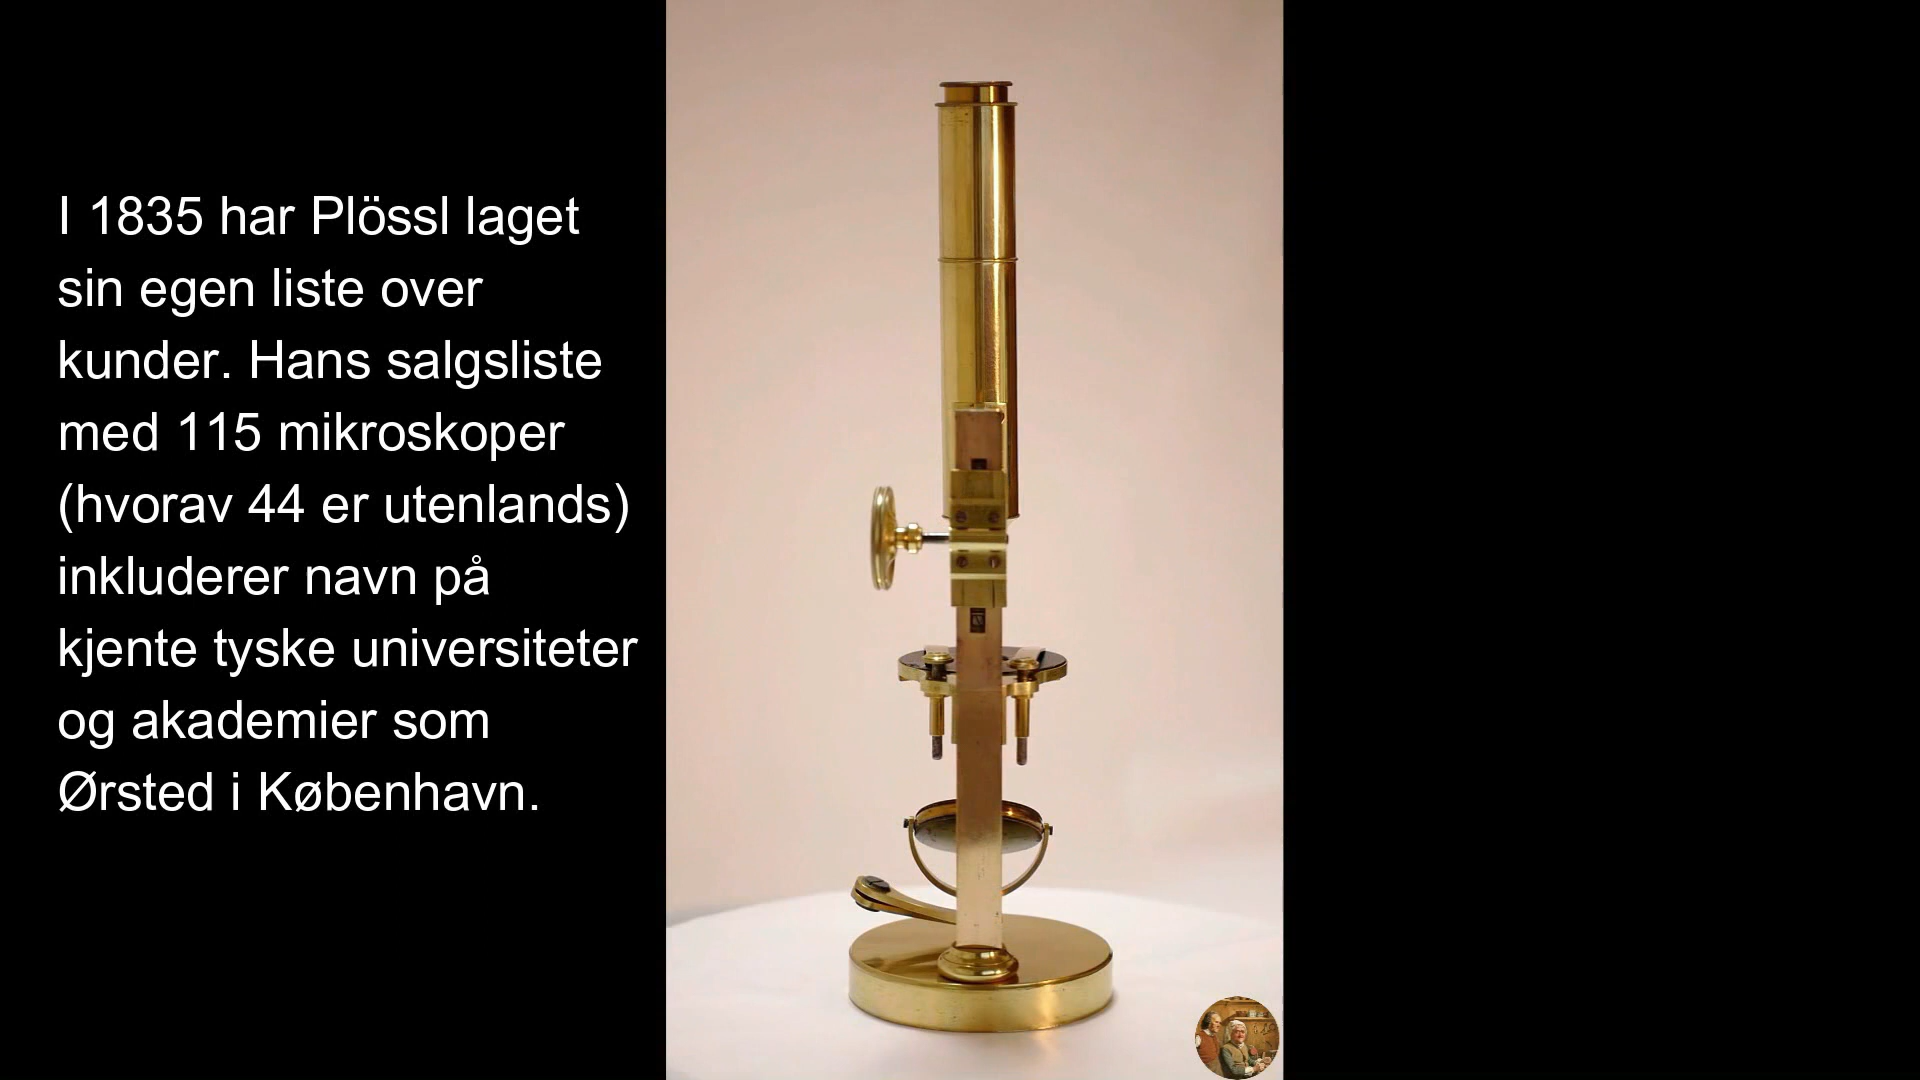 I 1835 har Plössl laget
sin egen liste over
kunder. Hans salgsliste
med 115 mikroskoper
(hvorav 44 er utenlands)
inkluderer navn på
kjente tyske universiteter
og akademier som
Ørsted i København.